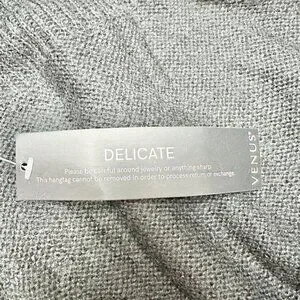 DELICATE
Please be careful around jewelry or anything sharp
This hangtag cannot be removed in order to process return or exchange.
VENUS